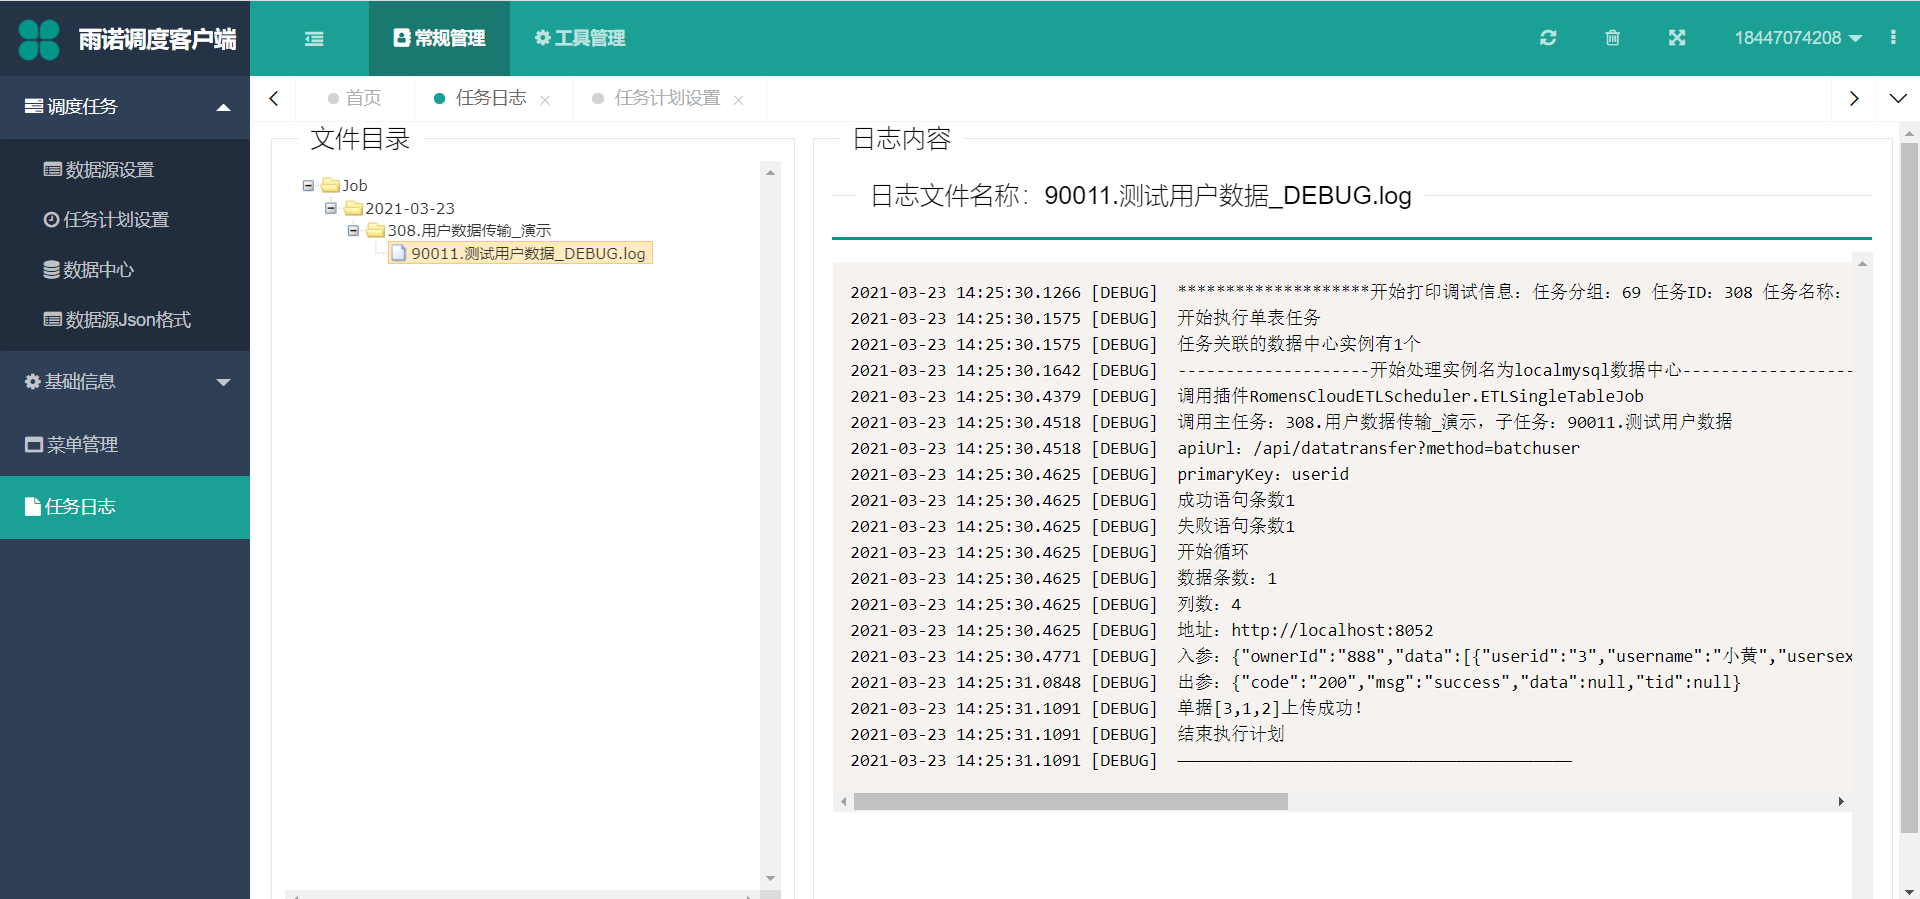 雨诺调度客户端
常规管理
工具管理
18447074208
调度任务
数据源设置
任务计划设置
数据中心
数据源Json格式
基础信息
菜单管理
任务日志
首页
任务日志
任务计划设置
文件目录
Job
2021-03-23
308.用户数据传输_演示
90011.测试用户数据_DEBUG.log
日志内容
日志文件名称：90011.测试用户数据_DEBUG.log
2021-03-23 14:25:30.1266 [DEBUG] ********************开始打印调试信息：任务分组：69 任务ID：308 任务名称：
2021-03-23 14:25:30.1575 [DEBUG] 开始执行单表任务
2021-03-23 14:25:30.1575 [DEBUG] 任务关联的数据中心实例有1个
2021-03-23 14:25:30.1642 [DEBUG] --------------------开始处理实例名为localmysql数据中心------------------
2021-03-23 14:25:30.4379 [DEBUG] 调用插件RomensCloudETLScheduler.ETLSingleTableJob
2021-03-23 14:25:30.4518 [DEBUG] 调用主任务：308.用户数据传输_演示，子任务：90011.测试用户数据
2021-03-23 14:25:30.4518 [DEBUG] apiUrl：/api/datatransfer?method=batchuser
2021-03-23 14:25:30.4625 [DEBUG] primaryKey：userid
2021-03-23 14:25:30.4625 [DEBUG] 成功语句条数1
2021-03-23 14:25:30.4625 [DEBUG] 失败语句条数1
2021-03-23 14:25:30.4625 [DEBUG] 开始循环
2021-03-23 14:25:30.4625 [DEBUG] 数据条数：1
2021-03-23 14:25:30.4625 [DEBUG] 列数：4
2021-03-23 14:25:30.4625 [DEBUG] 地址：http://localhost:8052
2021-03-23 14:25:30.4771 [DEBUG] 入参：{"ownerId":"888","data":[{"userid":"3","username":"小黄","usersex
2021-03-23 14:25:31.0848 [DEBUG] 出参：{"code":"200","msg":"success","data":null,"tid":null}
2021-03-23 14:25:31.1091 [DEBUG] 单据[3,1,2]上传成功！
2021-03-23 14:25:31.1091 [DEBUG] 结束执行计划
2021-03-23 14:25:31.1091 [DEBUG] —————————————————————————————————————————